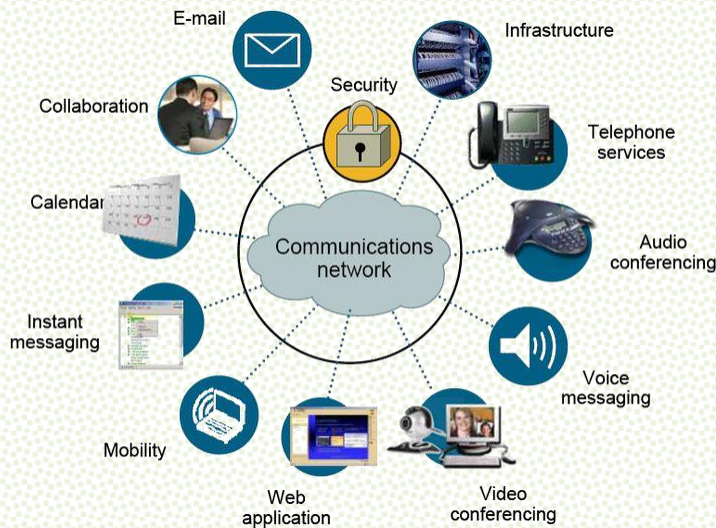 E-mail
Infrastructure
Security
Collaboration
Telephone
services
Calendar
Communications
network
Audio
conferencing
Instant
messaging
Voice
messaging
Mobility
Web
application
Video
conferencing